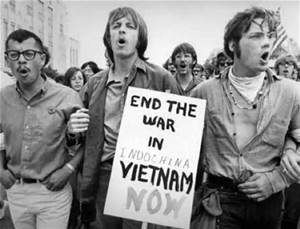 END THE
WAR
IN
INDOCHINA
VIETNAM
NOW